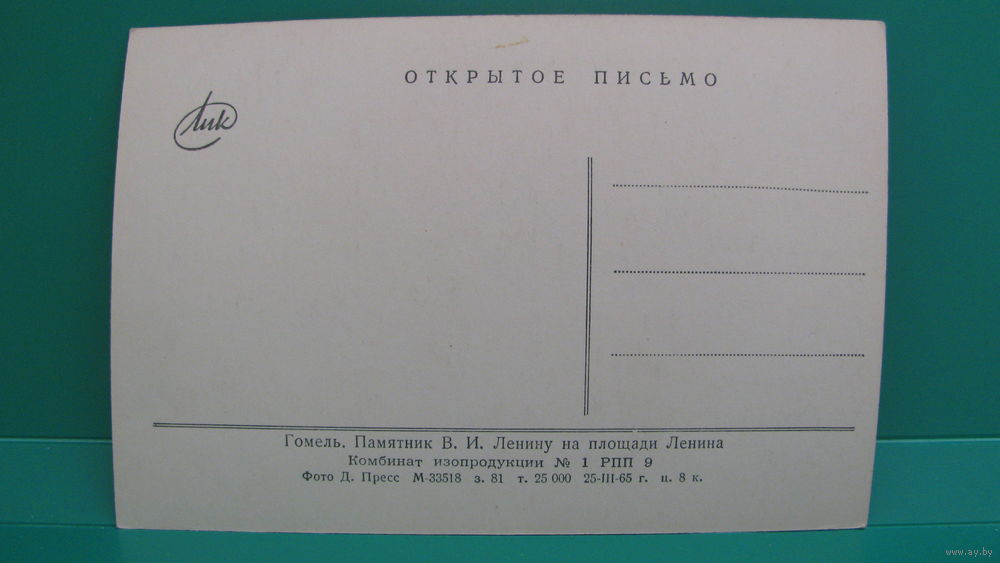 ОТКРЫТОЕ ПИСЬМО
Лик
Гомель. Памятник В. И. Ленину на площади Ленина
Комбинат изопродукции № 1 РПП 9
Фото Д. Пресс М-33518 з. 81 т. 25 000 25-III-65 г. ц. 8 к.
www.ay.by